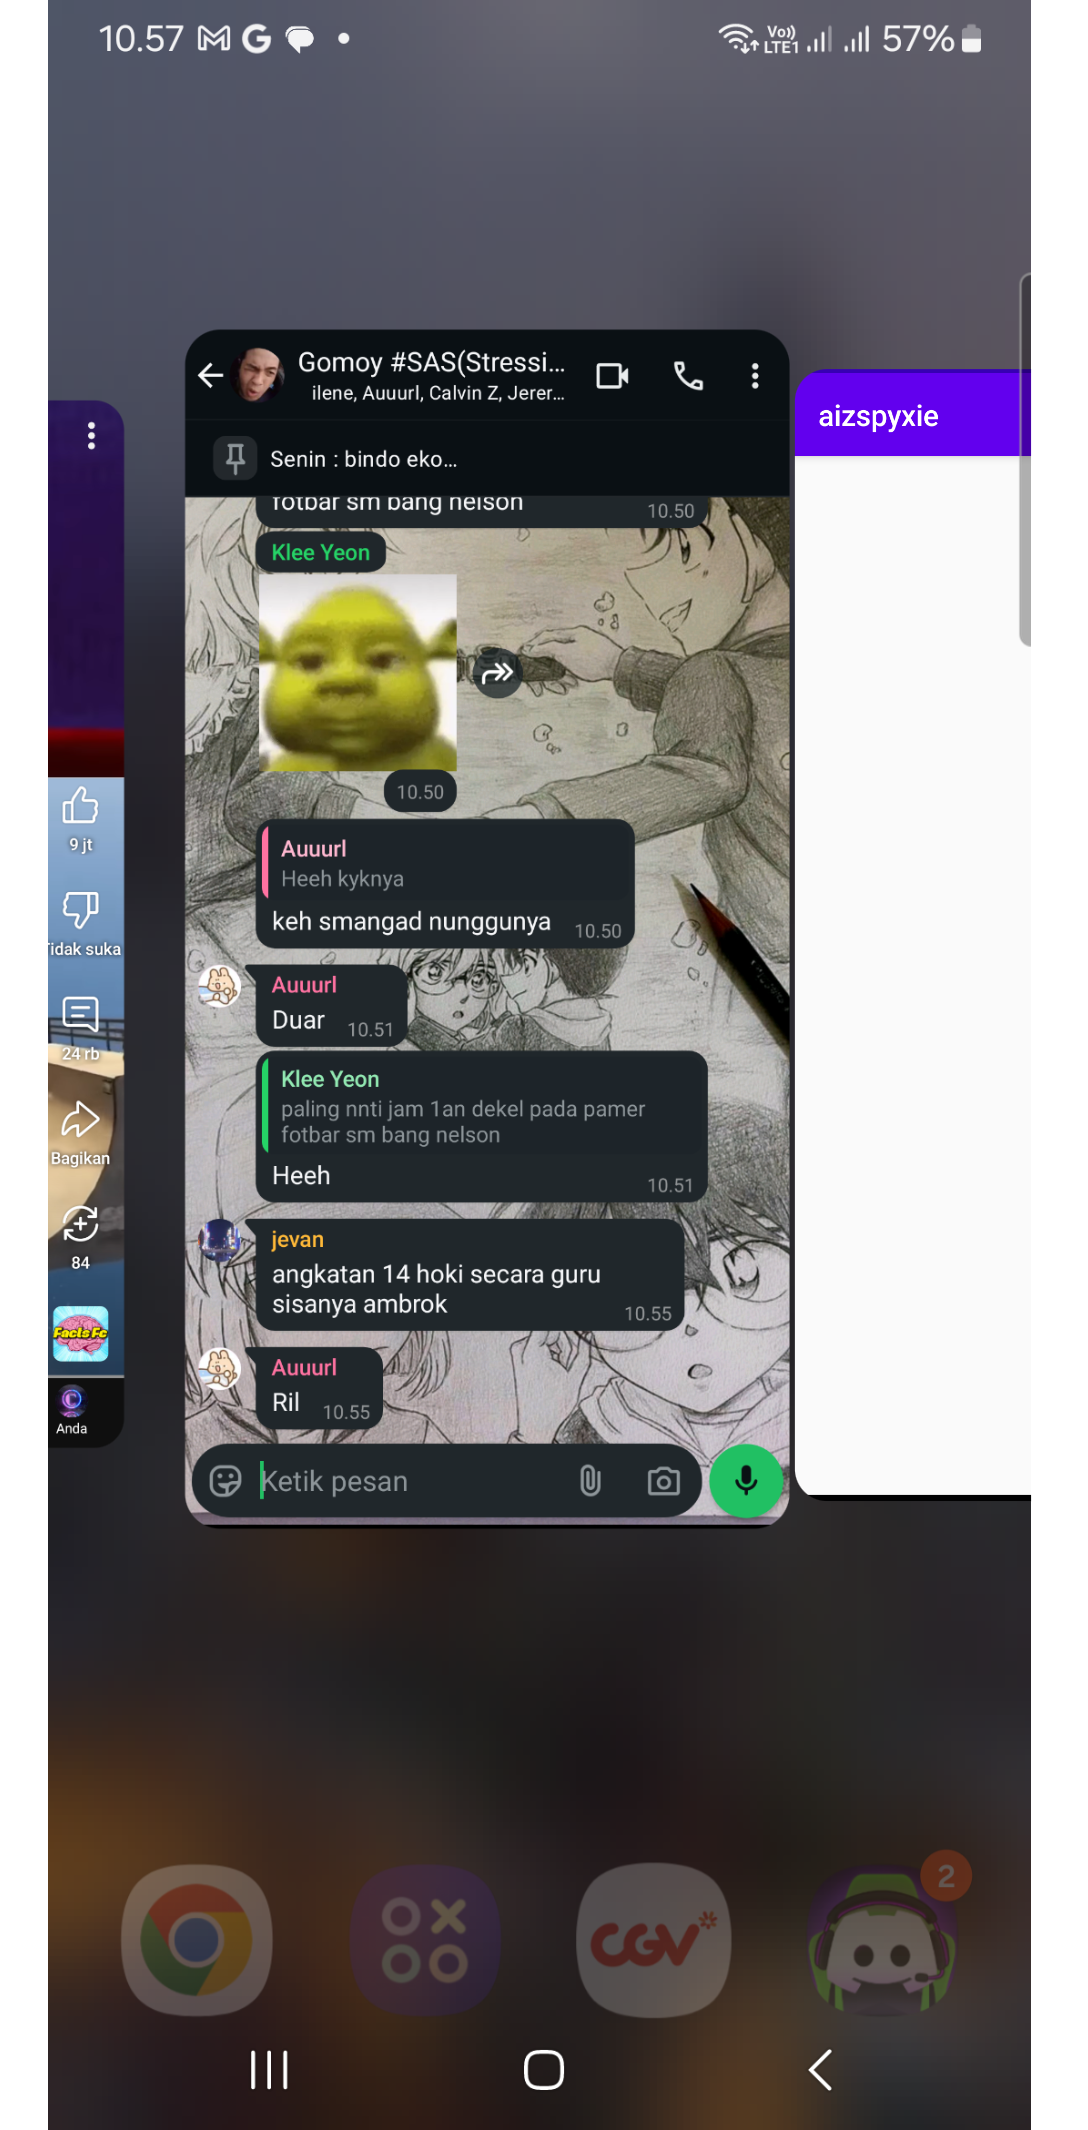 10.57
Vo))
LTE1
57%
Gomoy #SAS(Stressi...
ilene, Auuurl, Calvin Z, Jerer...
Senin : bindo eko...
fotbar sm bang nelson
10.50
Klee Yeon
10.50
Auuurl
Heeh kyknya
keh smangad nunggunya 10.50
Auuurl
Duar 10.51
Klee Yeon
paling nnti jam 1an dekel pada pamer
fotbar sm bang nelson
Heeh 10.51
jevan
angkatan 14 hoki secara guru
sisanya ambrok 10.55
Auuurl
Ril 10.55
Ketik pesan
9 jt
Tidak suka
24 rb
Bagikan
84
Facts Fc
Anda
aizspyxie
CGV*
2